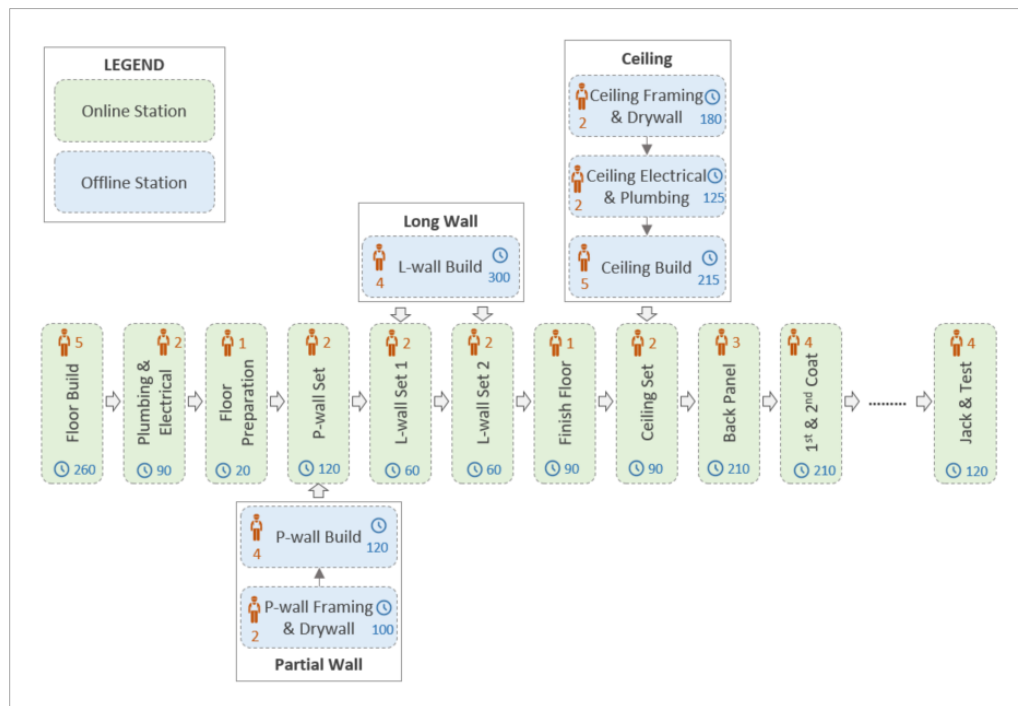 LEGEND
Online Station
Offline Station
Ceiling
Ceiling Framing
& Drywall
2
180
Ceiling Electrical
& Plumbing
2
125
Ceiling Build
5
215
Long Wall
L-wall Build
4
300
5
Floor Build
260
2
Plumbing &
Electrical
90
1
Floor
Preparation
20
2
P-wall Set
120
2
L-wall Set 1
60
2
L-wall Set 2
60
1
Finish Floor
90
2
Ceiling Set
90
3
Back Panel
210
4
1st & 2nd Coat
210
.........
4
Jack & Test
120
P-wall Build
4
120
P-wall Framing
& Drywall
2
100
Partial Wall